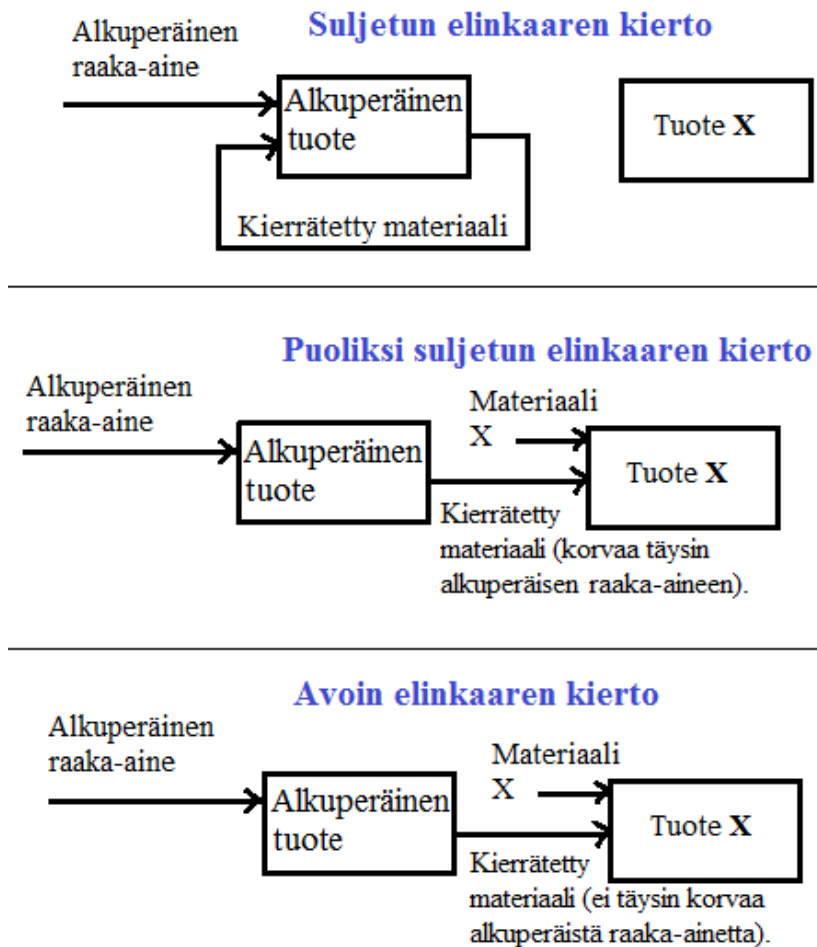 Suljetun elinkaaren kierto
Alkuperäinen
raaka-aine
Alkuperäinen
tuote
Tuote X
Kierrätetty materiaali
Puoliksi suljetun elinkaaren kierto
Alkuperäinen
raaka-aine
Alkuperäinen
tuote
Materiaali
X
Tuote X
Kierrätetty
materiaali (korvaa täysin
alkuperäisen raaka-aineen).
Avoin elinkaaren kierto
Alkuperäinen
raaka-aine
Alkuperäinen
tuote
Materiaali
X
Tuote X
Kierrätetty
materiaali (ei täysin korvaa
alkuperäistä raaka-ainetta).